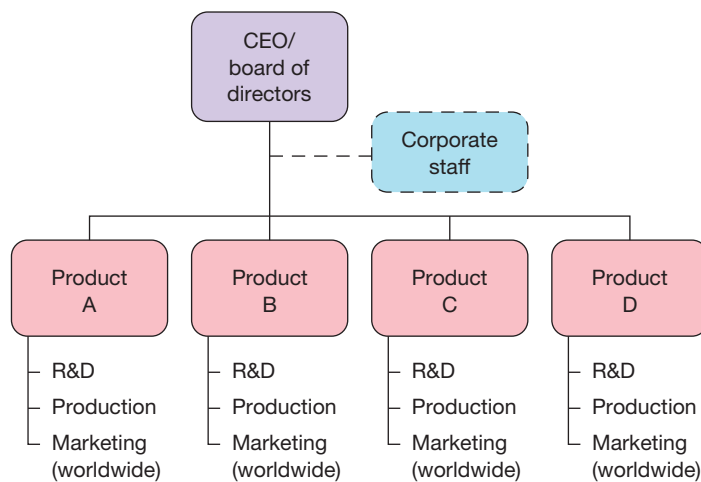 CEO/
board of
directors
Corporate
staff
Product
A
Product
B
Product
C
Product
D
R&D
Production
Marketing
(worldwide)
R&D
Production
Marketing
(worldwide)
R&D
Production
Marketing
(worldwide)
R&D
Production
Marketing
(worldwide)